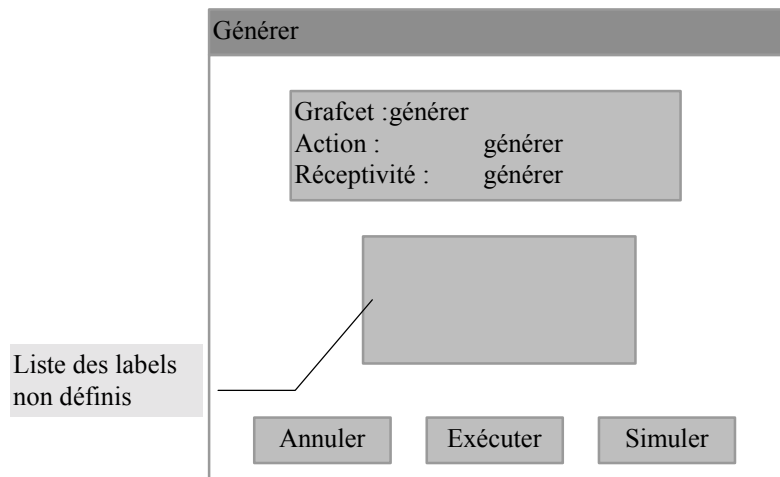 Générer
Grafcet :générer
Action : générer
Réceptivité : générer
Liste des labels
non définis
Annuler Exécuter Simuler